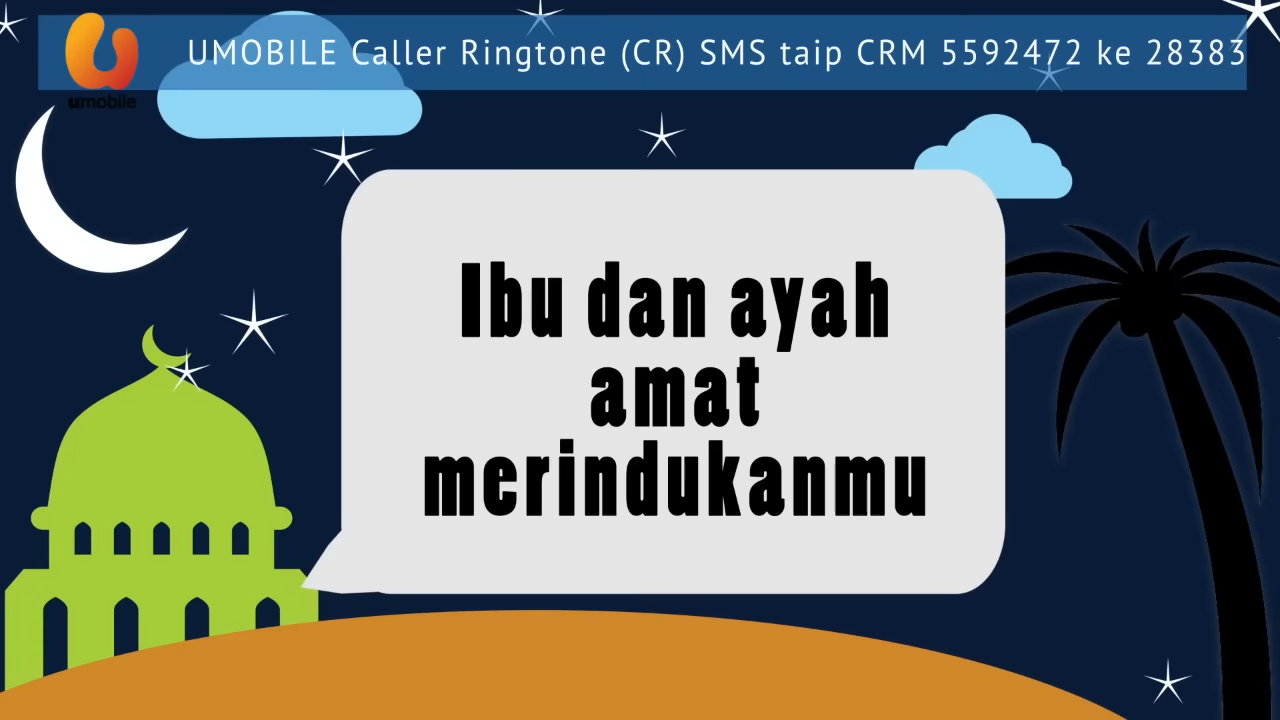 UMOBILE Caller Ringtone (CR) SMS taip CRM 5592472 ke 28383
umobile
Ibu dan ayah
amat
merindukanmu